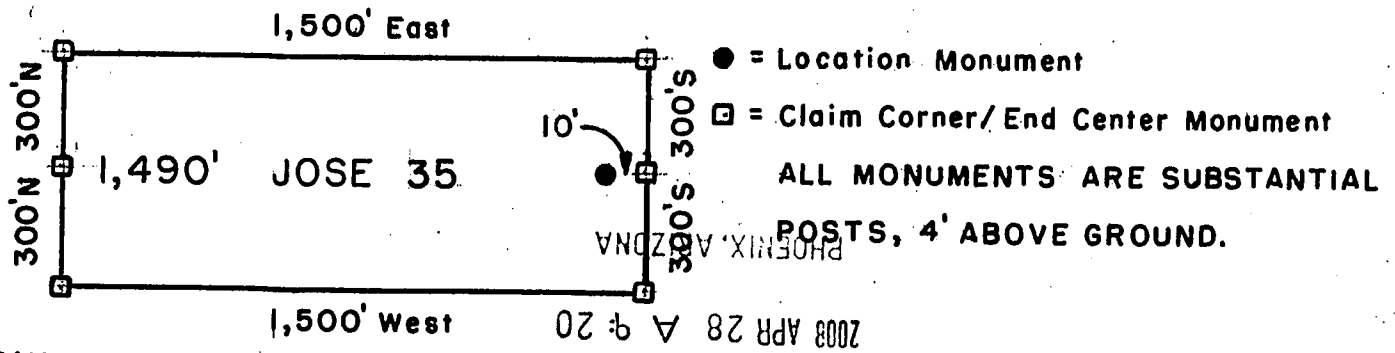 1,500' East
300'N
300'N
1,490' JOSE 35
10'
300'S
300'S
1,500' West
● = Location Monument
⊡ = Claim Corner/End Center Monument
ALL MONUMENTS ARE SUBSTANTIAL
POSTS, 4' ABOVE GROUND.
PHOENIX, ARIZONA
2008 APR 28 A 9:20